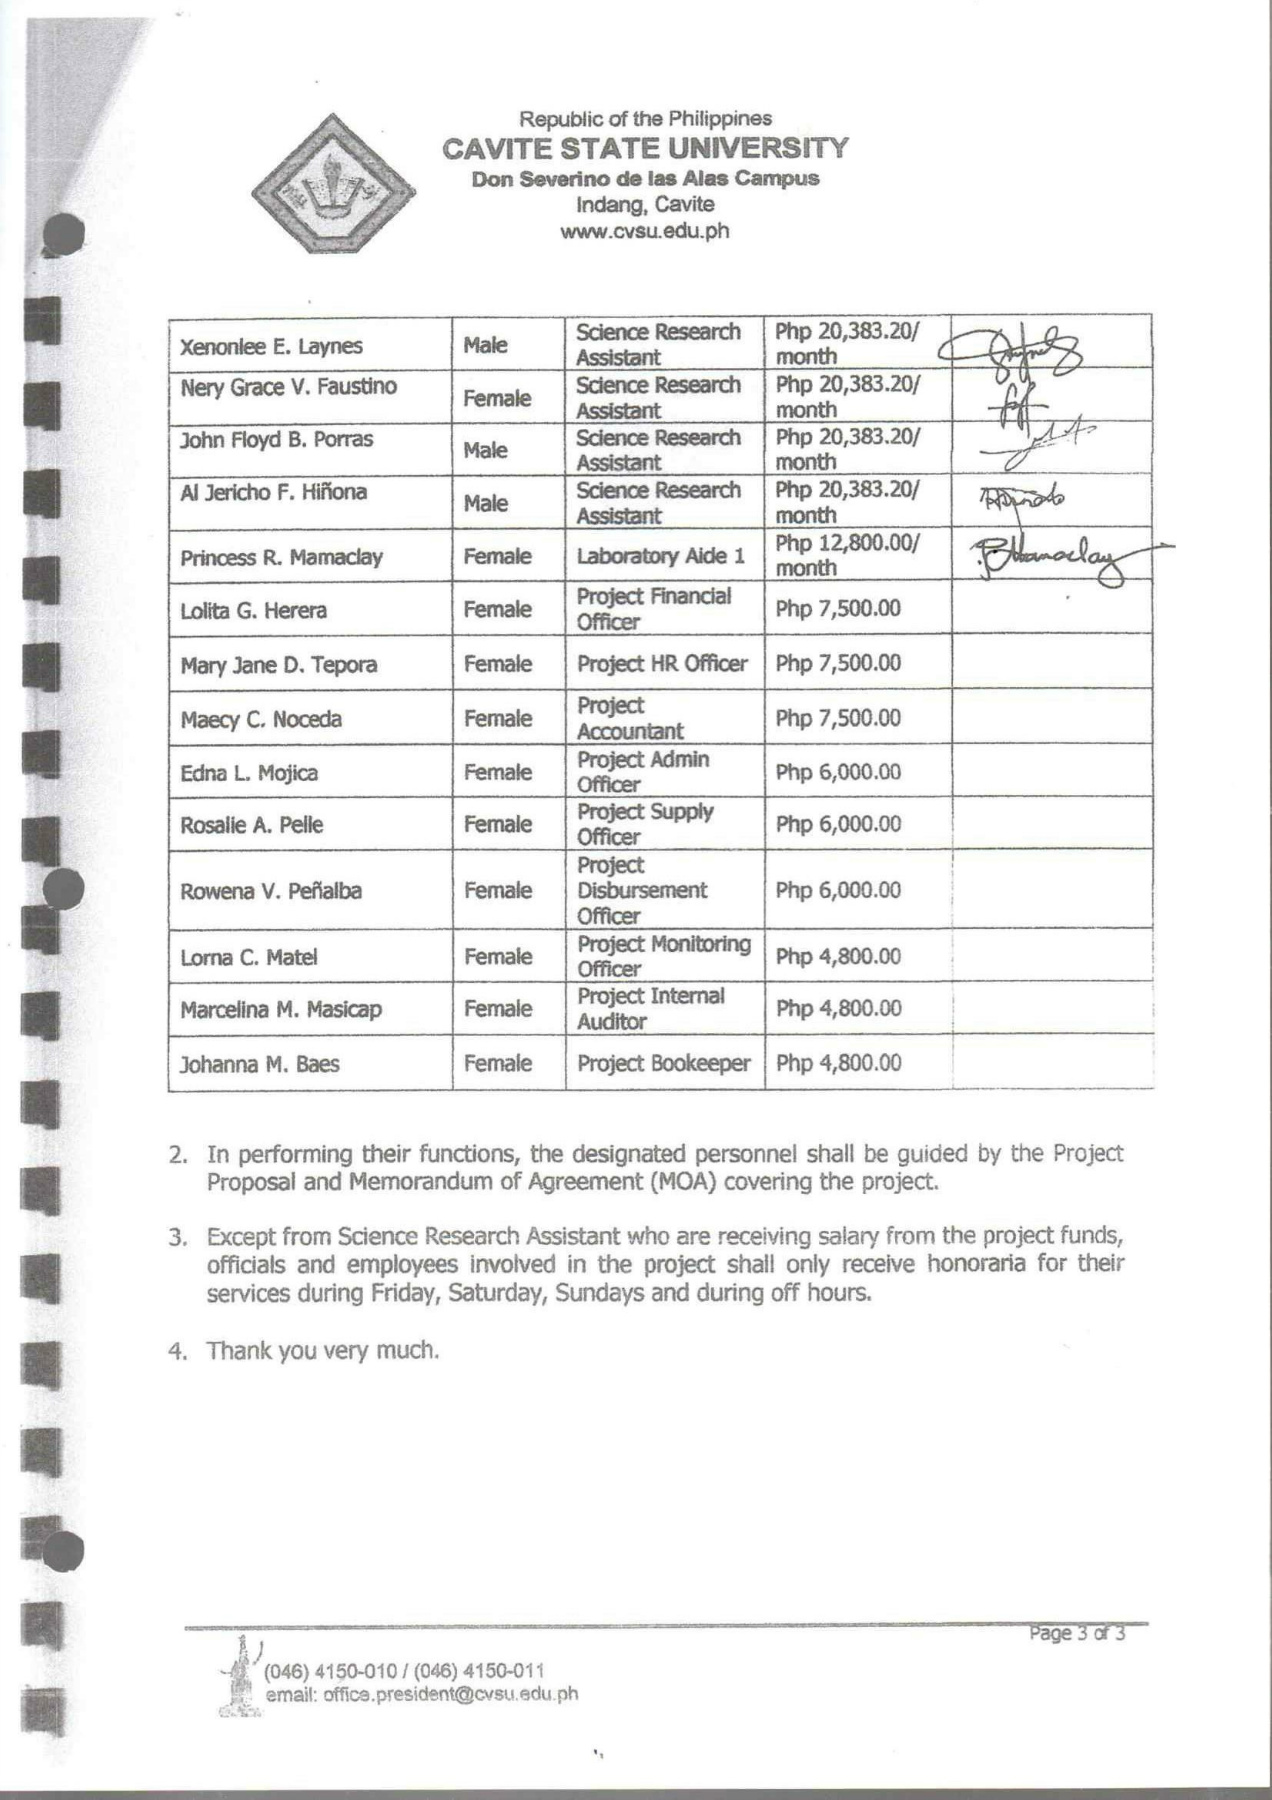 Republic of the Philippines
CAVITE STATE UNIVERSITY
Don Severino de las Alas Campus
Indang, Cavite
www.cvsu.edu.ph
Xenonlee E. Laynes Male Science Research Assistant Php 20,383.20/ month
Nery Grace V. Faustino Female Science Research Assistant Php 20,383.20/ month
John Floyd B. Porras Male Science Research Assistant Php 20,383.20/ month
Al Jericho F. Hiñona Male Science Research Assistant Php 20,383.20/ month
Princess R. Mamaclay Female Laboratory Aide 1 Php 12,800.00/ month
Lolita G. Herera Female Project Financial Officer Php 7,500.00
Mary Jane D. Tepora Female Project HR Officer Php 7,500.00
Maecy C. Noceda Female Project Accountant Php 7,500.00
Edna L. Mojica Female Project Admin Officer Php 6,000.00
Rosalie A. Pelle Female Project Supply Officer Php 6,000.00
Rowena V. Peñalba Female Project Disbursement Officer Php 6,000.00
Lorna C. Matel Female Project Monitoring Officer Php 4,800.00
Marcelina M. Masicap Female Project Internal Auditor Php 4,800.00
Johanna M. Baes Female Project Bookeeper Php 4,800.00
2. In performing their functions, the designated personnel shall be guided by the Project
Proposal and Memorandum of Agreement (MOA) covering the project.
3. Except from Science Research Assistant who are receiving salary from the project funds,
officials and employees involved in the project shall only receive honoraria for their
services during Friday, Saturday, Sundays and during off hours.
4. Thank you very much.
Page 3 of 3
(046) 4150-010 / (046) 4150-011
email: office.president@cvsu.edu.ph